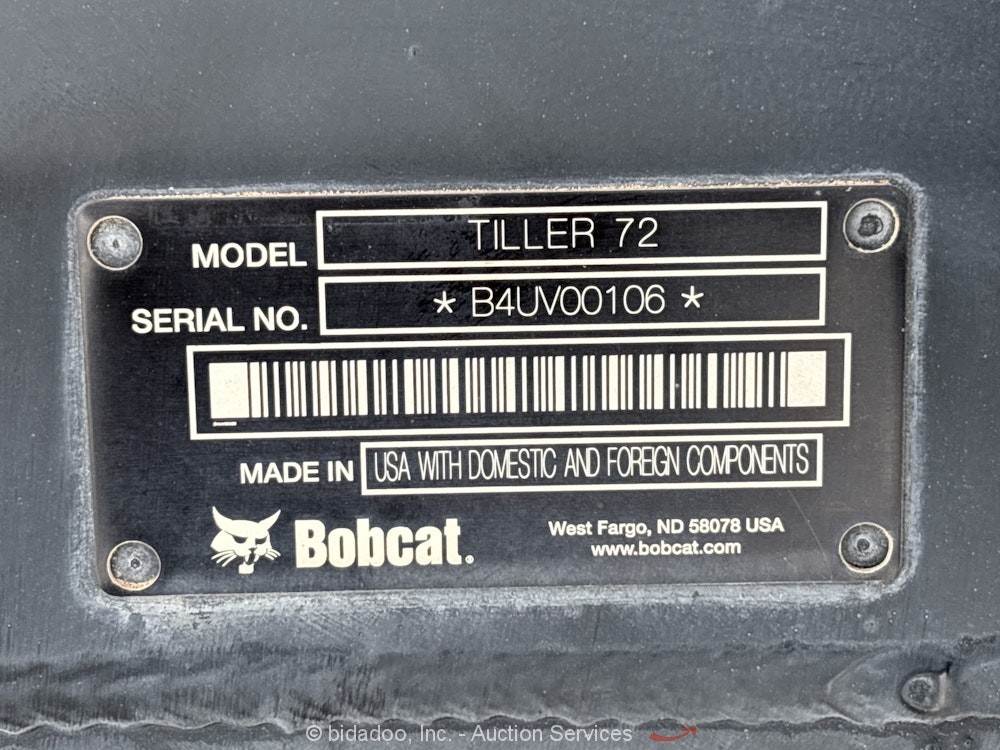 MODEL TILLER 72
SERIAL NO. * B4UV00106 *
MADE IN USA WITH DOMESTIC AND FOREIGN COMPONENTS
Bobcat.
West Fargo, ND 58078 USA
www.bobcat.com
© bidadoo, Inc. - Auction Services